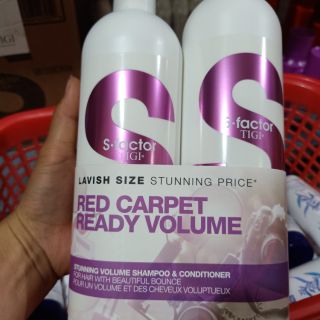 TIGI
S·factor
TIGI·
S·factor
TIGI·
LAVISH SIZE STUNNING PRICE*
RED CARPET
READY VOLUME
STUNNING VOLUME SHAMPOO & CONDITIONER
FOR HAIR WITH BEAUTIFUL BOUNCE
POUR UN VOLUME ET DES CHEVEUX VOLUPTUEUX